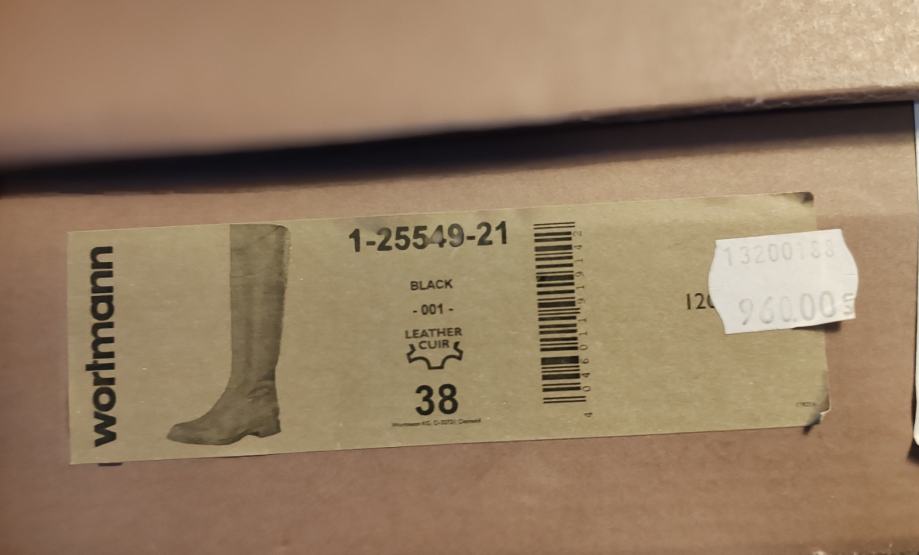 wortmann
1-25549-21
BLACK
- 001 -
LEATHER
CUIR
38
13200188
960.00